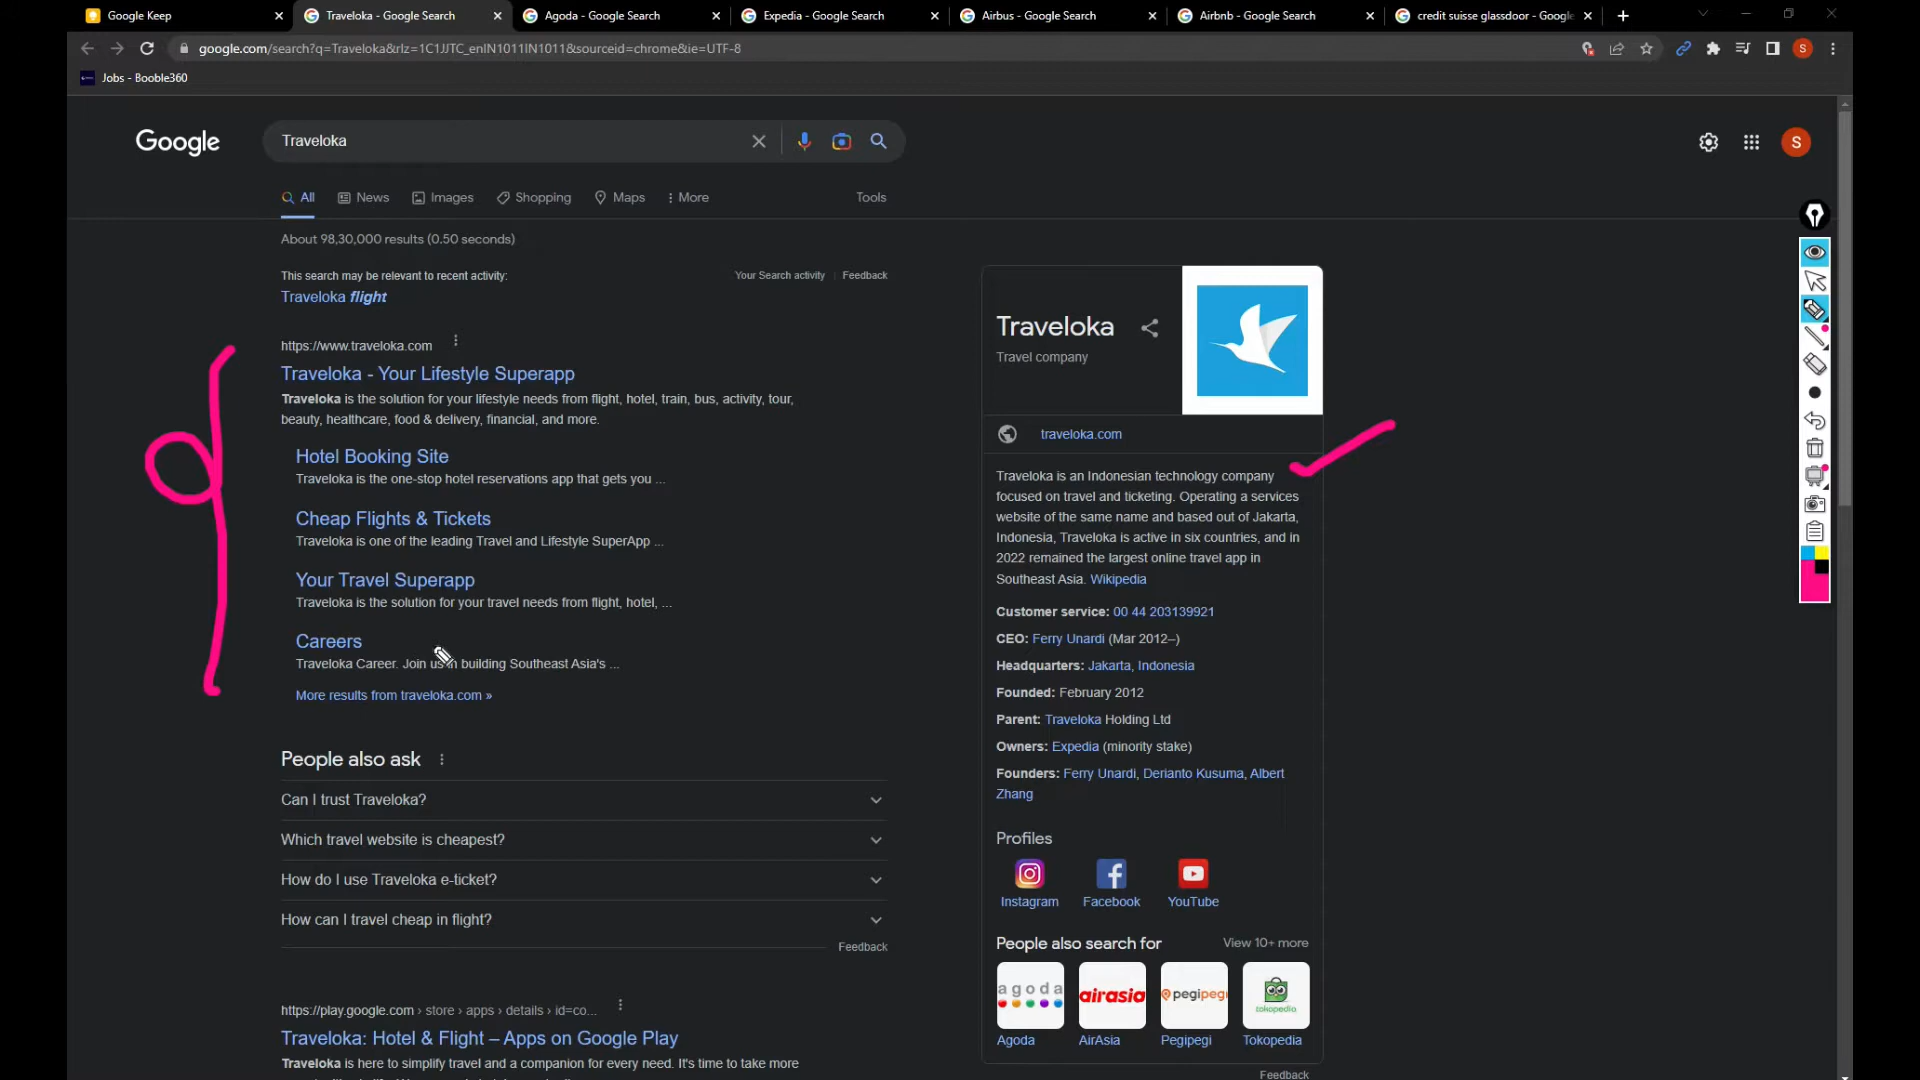 Google Keep
Traveloka - Google Search
Agoda - Google Search
Expedia - Google Search
Airbus - Google Search
Airbnb - Google Search
credit suisse glassdoor - Google
google.com/search?q=Traveloka&rlz=1C1JJTC_enIN1011IN1011&sourceid=chrome&ie=UTF-8
S
Jobs - Booble360
Google
Traveloka
S
All
News
Images
Shopping
Maps
More
Tools
About 98,30,000 results (0.50 seconds)
This search may be relevant to recent activity:
Your Search activity
Feedback
Traveloka flight
https://www.traveloka.com
Traveloka - Your Lifestyle Superapp
Traveloka is the solution for your lifestyle needs from flight, hotel, train, bus, activity, tour,
beauty, healthcare, food & delivery, financial, and more.
Hotel Booking Site
Traveloka is the one-stop hotel reservations app that gets you ...
Cheap Flights & Tickets
Traveloka is one of the leading Travel and Lifestyle SuperApp ...
Your Travel Superapp
Traveloka is the solution for your travel needs from flight, hotel, ...
Careers
Traveloka Career. Join us in building Southeast Asia's ...
More results from traveloka.com »
People also ask
Can I trust Traveloka?
Which travel website is cheapest?
How do I use Traveloka e-ticket?
How can I travel cheap in flight?
Feedback
https://play.google.com › store › apps › details › id=co...
Traveloka: Hotel & Flight – Apps on Google Play
Traveloka is here to simplify travel and a companion for every need. It's time to take more
Traveloka
Travel company
traveloka.com
Traveloka is an Indonesian technology company
focused on travel and ticketing. Operating a services
website of the same name and based out of Jakarta,
Indonesia, Traveloka is active in six countries, and in
2022 remained the largest online travel app in
Southeast Asia. Wikipedia
Customer service: 00 44 203139921
CEO: Ferry Unardi (Mar 2012–)
Headquarters: Jakarta, Indonesia
Founded: February 2012
Parent: Traveloka Holding Ltd
Owners: Expedia (minority stake)
Founders: Ferry Unardi, Derianto Kusuma, Albert
Zhang
Profiles
Instagram
Facebook
YouTube
People also search for
View 10+ more
agoda
airasia
pegipegi
tokopedia
Agoda
AirAsia
Pegipegi
Tokopedia
Feedback